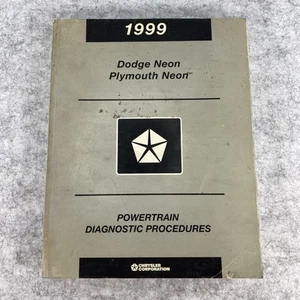 1999
Dodge Neon
Plymouth Neon
POWERTRAIN
DIAGNOSTIC PROCEDURES
CHRYSLER
CORPORATION